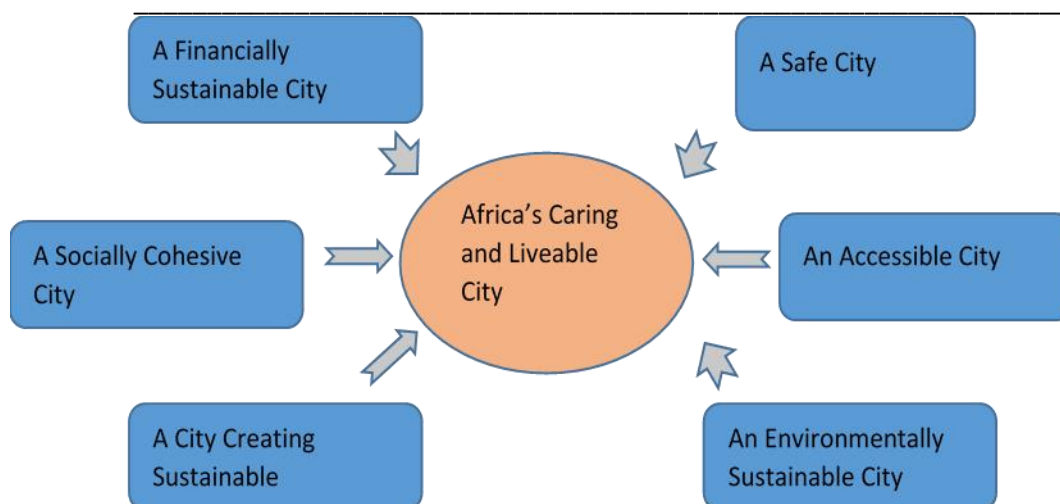 A Financially
Sustainable City
A Safe City
Africa's Caring
and Liveable
City
A Socially Cohesive
City
An Accessible City
A City Creating
Sustainable
An Environmentally
Sustainable City